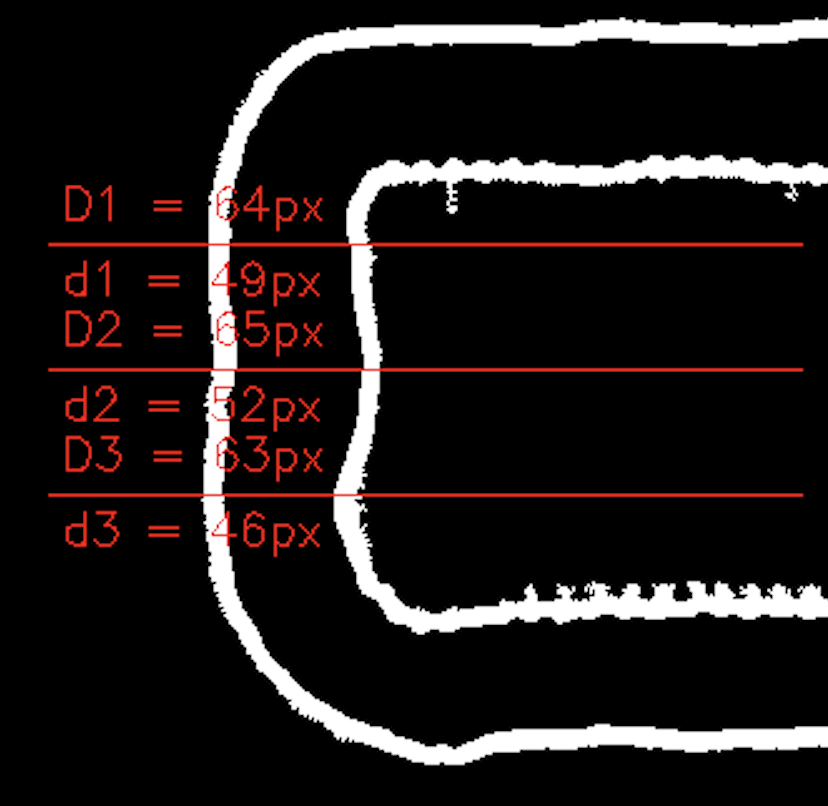 D1 = 64px
d1 = 49px
D2 = 65px
d2 = 52px
D3 = 63px
d3 = 46px